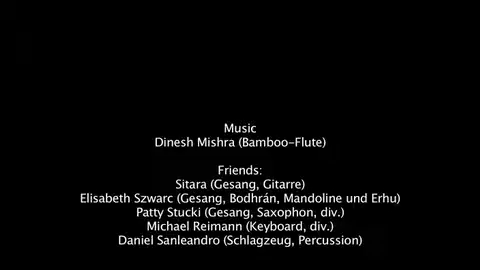 Music
Dinesh Mishra (Bamboo-Flute)
Friends:
Sitara (Gesang, Gitarre)
Elisabeth Szwarc (Gesang, Bodhrán, Mandoline und Erhu)
Patty Stucki (Gesang, Saxophon, div.)
Michael Reimann (Keyboard, div.)
Daniel Sanleandro (Schlagzeug, Percussion)